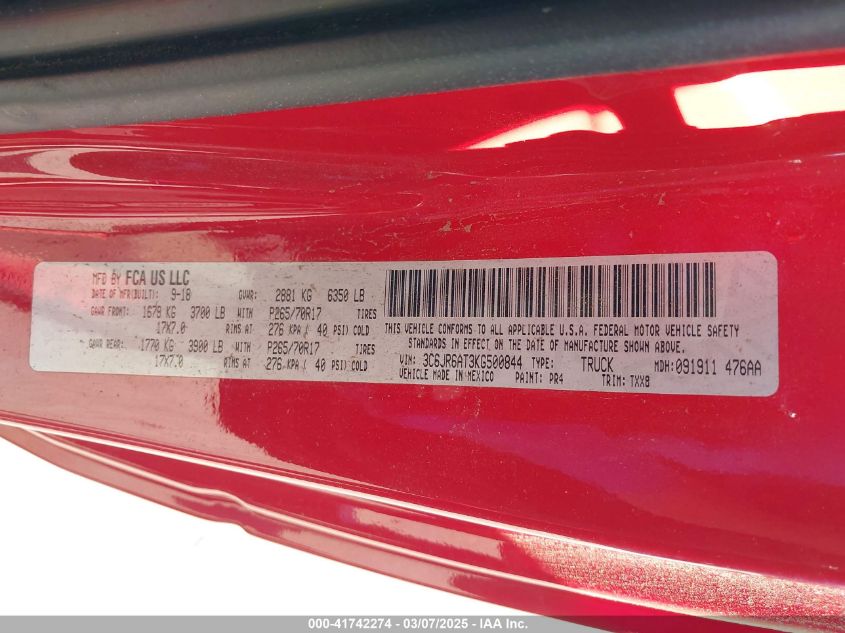 MFD BY FCA US LLC
DATE OF MFR(BUILT): 9-18 GVWR: 2881 KG 6350 LB
GAWR FRONT: 1679 KG 3700 LB WITH P265/70R17 TIRES
17X7.0 RIMS AT 276 KPA( 40 PSI) COLD
GAWR REAR: 1770 KG 3900 LB WITH P265/70R17 TIRES
17X7.0 RIMS AT 276 KPA( 40 PSI) COLD
THIS VEHICLE CONFORMS TO ALL APPLICABLE U.S.A. FEDERAL MOTOR VEHICLE SAFETY
STANDARDS IN EFFECT ON THE DATE OF MANUFACTURE SHOWN ABOVE.
VIN: 3C6JR6AT3KG500844 TYPE: TRUCK MDH: 091911 476AA
VEHICLE MADE IN MEXICO PAINT: PR4 TRIM: TXX8
000-41742274 - 03/07/2025 - IAA Inc.